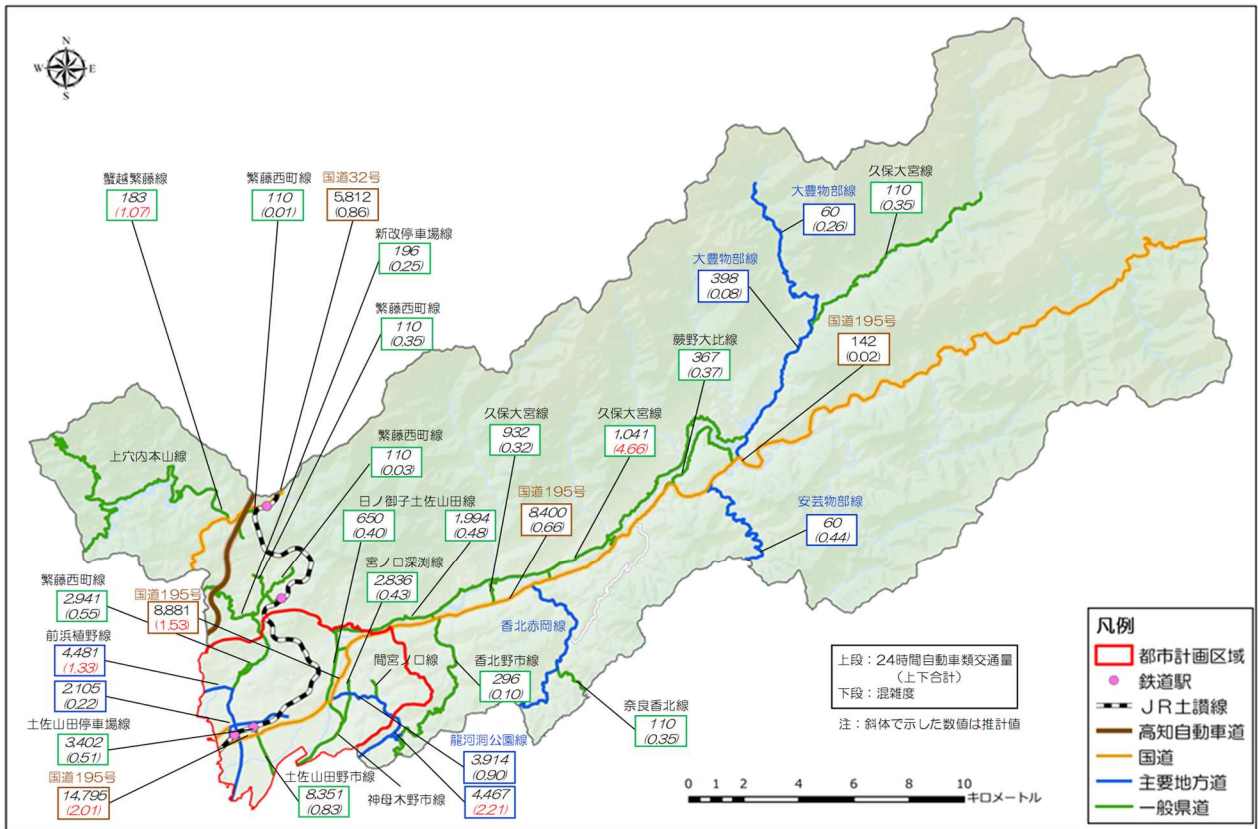 N
W E
S
蟹越繁藤線
183
(1.07)
繁藤西町線
110
(0.01)
国道32号
5,812
(0.86)
新改停車場線
196
(0.25)
繁藤西町線
110
(0.35)
繁藤西町線
110
(0.03)
大豊物部線
60
(0.26)
久保大宮線
110
(0.35)
大豊物部線
398
(0.08)
国道195号
142
(0.02)
蕨野大比線
367
(0.37)
久保大宮線
932
(0.32)
久保大宮線
1,041
(4.66)
国道195号
8,400
(0.66)
上穴内本山線
日ノ御子土佐山田線
650
(0.40)
1,994
(0.48)
宮ノ口深渕線
2,836
(0.43)
安芸物部線
60
(0.44)
繁藤西町線
2,941
(0.55)
国道195号
8,881
(1.53)
前浜植野線
4,481
(1.33)
2,105
(0.22)
土佐山田停車場線
3,402
(0.51)
国道195号
14,795
(2.01)
土佐山田野市線
8,351
(0.83)
神母木野市線
間宮ノ口線
龍河洞公園線
3,914
(0.90)
4,467
(2.21)
香北野市線
296
(0.10)
香北赤岡線
奈良香北線
110
(0.35)
上段：24時間自動車類交通量
（上下合計）
下段：混雑度
注：斜体で示した数値は推計値
0 1 2 4 6 8 10
キロメートル
凡例
都市計画区域
鉄道駅
ＪＲ土讃線
高知自動車道
国道
主要地方道
一般県道